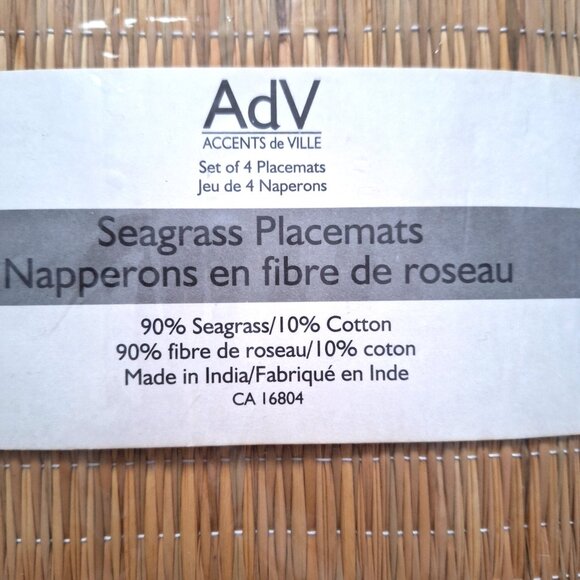 AdV
ACCENTS de VILLE
Set of 4 Placemats
Jeu de 4 Naperons
Seagrass Placemats
Napperons en fibre de roseau
90% Seagrass/10% Cotton
90% fibre de roseau/10% coton
Made in India/Fabriqué en Inde
CA 16804